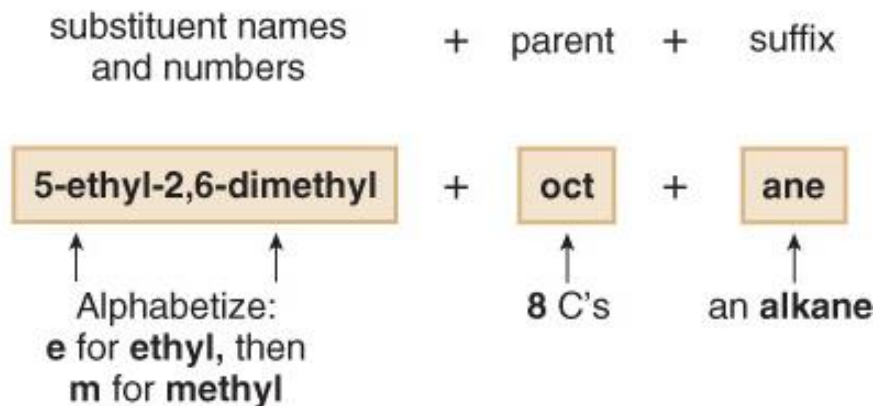 substituent names
and numbers
+ parent + suffix
5-ethyl-2,6-dimethyl + oct + ane
Alphabetize:
e for ethyl, then
m for methyl
8 C's
an alkane